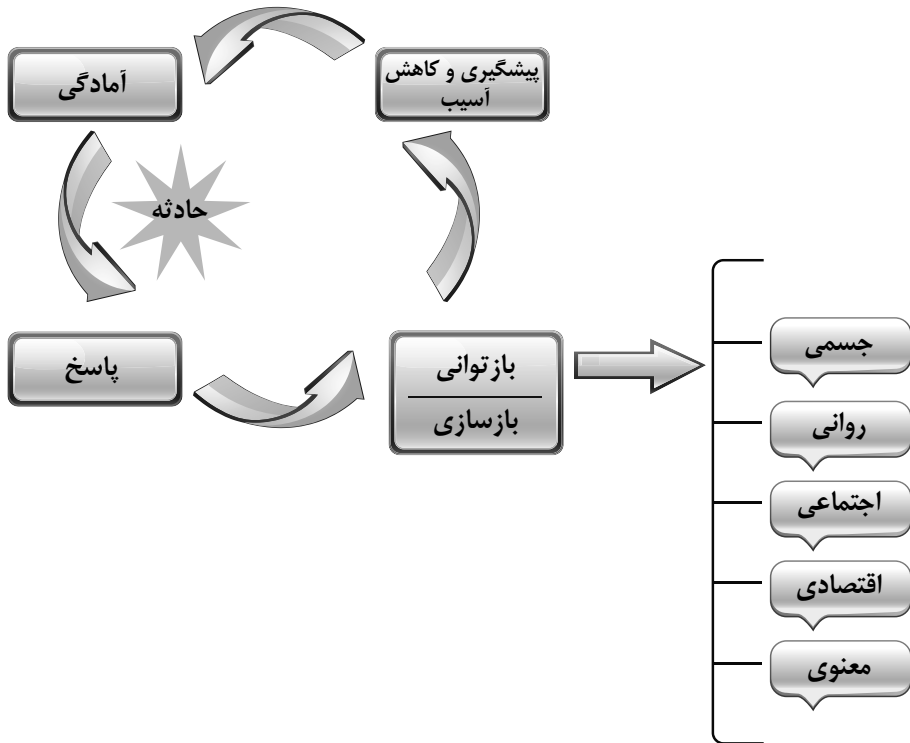 پیشگیری و کاهش
آسیب
آمادگی
حادثه
پاسخ
بازتوانی
بازسازی
جسمی
روانی
اجتماعی
اقتصادی
معنوی